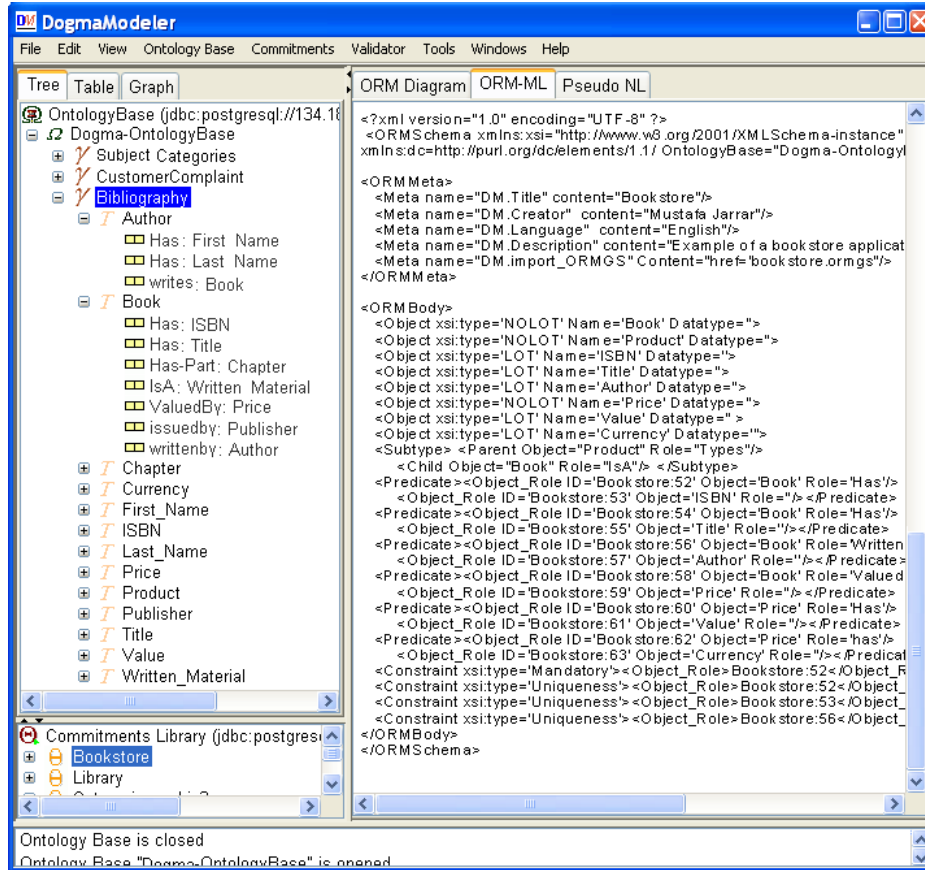 DM DogmaModeler
File Edit View Ontology Base Commitments Validator Tools Windows Help
Tree Table Graph
OntologyBase (jdbc:postgresql://134.18
Ω Dogma-OntologyBase
γ Subject Categories
γ CustomerComplaint
γ Bibliography
T Author
Has: First Name
Has: Last Name
writes: Book
T Book
Has: ISBN
Has: Title
Has-Part: Chapter
IsA: Written Material
ValuedBy: Price
issuedby: Publisher
writtenby: Author
T Chapter
T Currency
T First_Name
T ISBN
T Last_Name
T Price
T Product
T Publisher
T Title
T Value
T Written_Material
Commitments Library (jdbc:postgres
Bookstore
Library
ORM Diagram ORM-ML Pseudo NL
<?xml version="1.0" encoding="UTF-8" ?>
<ORMSchema xmlns:xsi="http://www.w3.org/2001/XMLSchema-instance"
xmlns:dc=http://purl.org/dc/elements/1.1/ OntologyBase="Dogma-Ontologyl
<ORMMeta>
<Meta name="DM.Title" content="Bookstore"/>
<Meta name="DM.Creator" content="Mustafa Jarrar"/>
<Meta name="DM.Language" content="English"/>
<Meta name="DM.Description" content="Example of a bookstore applicat
<Meta name="DM.import_ORMGS" Content="href='bookstore.ormgs"/>
</ORMMeta>
<ORMBody>
<Object xsi:type='NOLOT' Name='Book' Datatype=''>
<Object xsi:type='NOLOT' Name='Product' Datatype=''>
<Object xsi:type='LOT' Name='ISBN' Datatype=''>
<Object xsi:type='LOT' Name='Title' Datatype=''>
<Object xsi:type='LOT' Name='Author' Datatype=''>
<Object xsi:type='NOLOT' Name='Price' Datatype=''>
<Object xsi:type='LOT' Name='Value' Datatype='' >
<Object xsi:type='LOT' Name='Currency' Datatype='''>
<Subtype> <Parent Object="Product" Role="Types"/>
<Child Object="Book" Role="IsA"/> </Subtype>
<Predicate><Object_Role ID='Bookstore:52' Object='Book' Role='Has'/>
<Object_Role ID='Bookstore:53' Object='ISBN' Role=''/></Predicate>
<Predicate><Object_Role ID='Bookstore:54' Object='Book' Role='Has'/>
<Object_Role ID='Bookstore:55' Object='Title' Role=''/></Predicate>
<Predicate><Object_Role ID='Bookstore:56' Object='Book' Role='Written
<Object_Role ID='Bookstore:57' Object='Author' Role=''/></Predicate>
<Predicate><Object_Role ID='Bookstore:58' Object='Book' Role='Valued
<Object_Role ID='Bookstore:59' Object='Price' Role=''/></Predicate>
<Predicate><Object_Role ID='Bookstore:60' Object='Price' Role='Has'/>
<Object_Role ID='Bookstore:61' Object='Value' Role=''/></Predicate>
<Predicate><Object_Role ID='Bookstore:62' Object='Price' Role='has'/>
<Object_Role ID='Bookstore:63' Object='Currency' Role=''/></Predicat
<Constraint xsi:type='Mandatory'><Object_Role>Bookstore:52</Object_R
<Constraint xsi:type='Uniqueness'><Object_Role>Bookstore:52</Object_
<Constraint xsi:type='Uniqueness'><Object_Role>Bookstore:53</Object_
<Constraint xsi:type='Uniqueness'><Object_Role>Bookstore:56</Object_
</ORMBody>
</ORMSchema>
Ontology Base is closed
Ontology Base "Dogma-OntologyBase" is opened